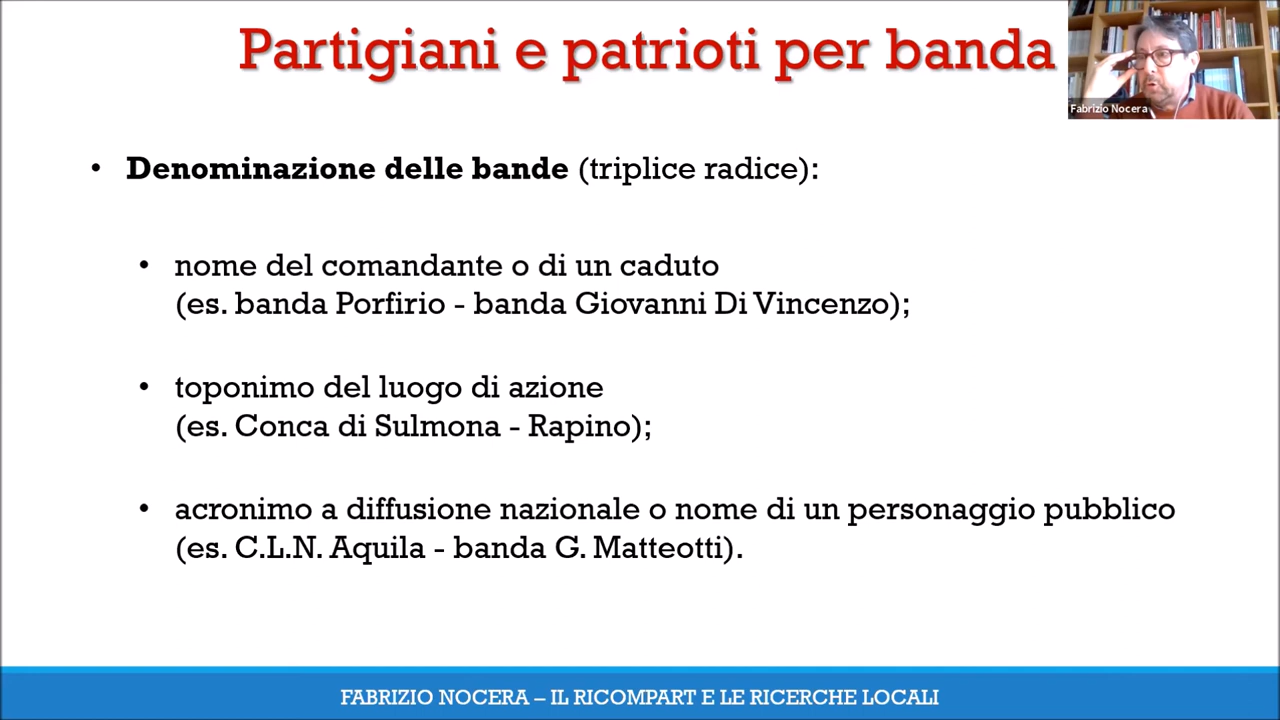 Partigiani e patrioti per banda
Fabrizio Nocera
• Denominazione delle bande (triplice radice):
• nome del comandante o di un caduto
(es. banda Porfirio - banda Giovanni Di Vincenzo);
• toponimo del luogo di azione
(es. Conca di Sulmona - Rapino);
• acronimo a diffusione nazionale o nome di un personaggio pubblico
(es. C.L.N. Aquila - banda G. Matteotti).
FABRIZIO NOCERA – IL RICOMPART E LE RICERCHE LOCALI